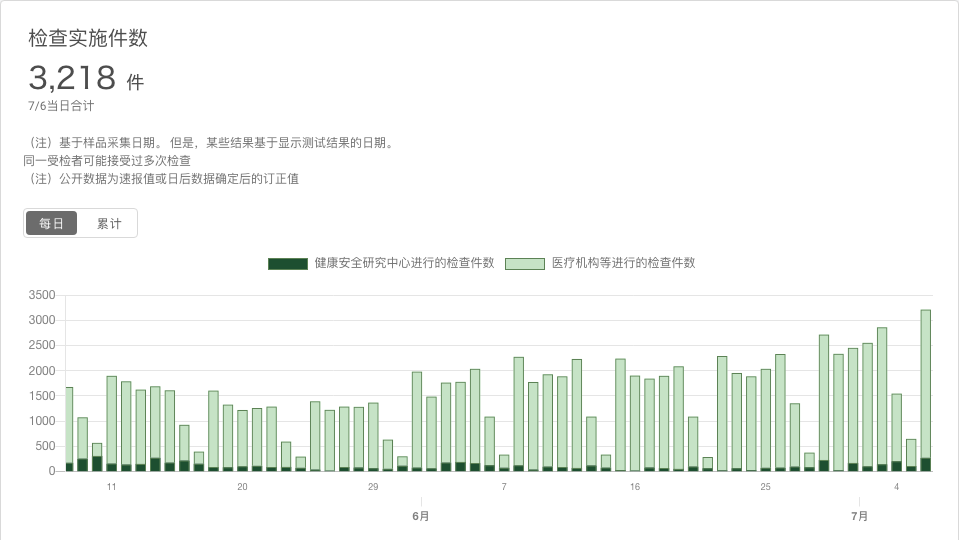 检查实施件数
3,218 件
7/6当日合计
（注）基于样品采集日期。 但是，某些结果基于显示测试结果的日期。
同一受检者可能接受过多次检查
（注）公开数据为速报值或日后数据确定后的订正值
每日 累计
健康安全研究中心进行的检查件数 医疗机构等进行的检查件数
3500
3000
2500
2000
1500
1000
500
0
11 20 29 7 16 25 4
6月 7月